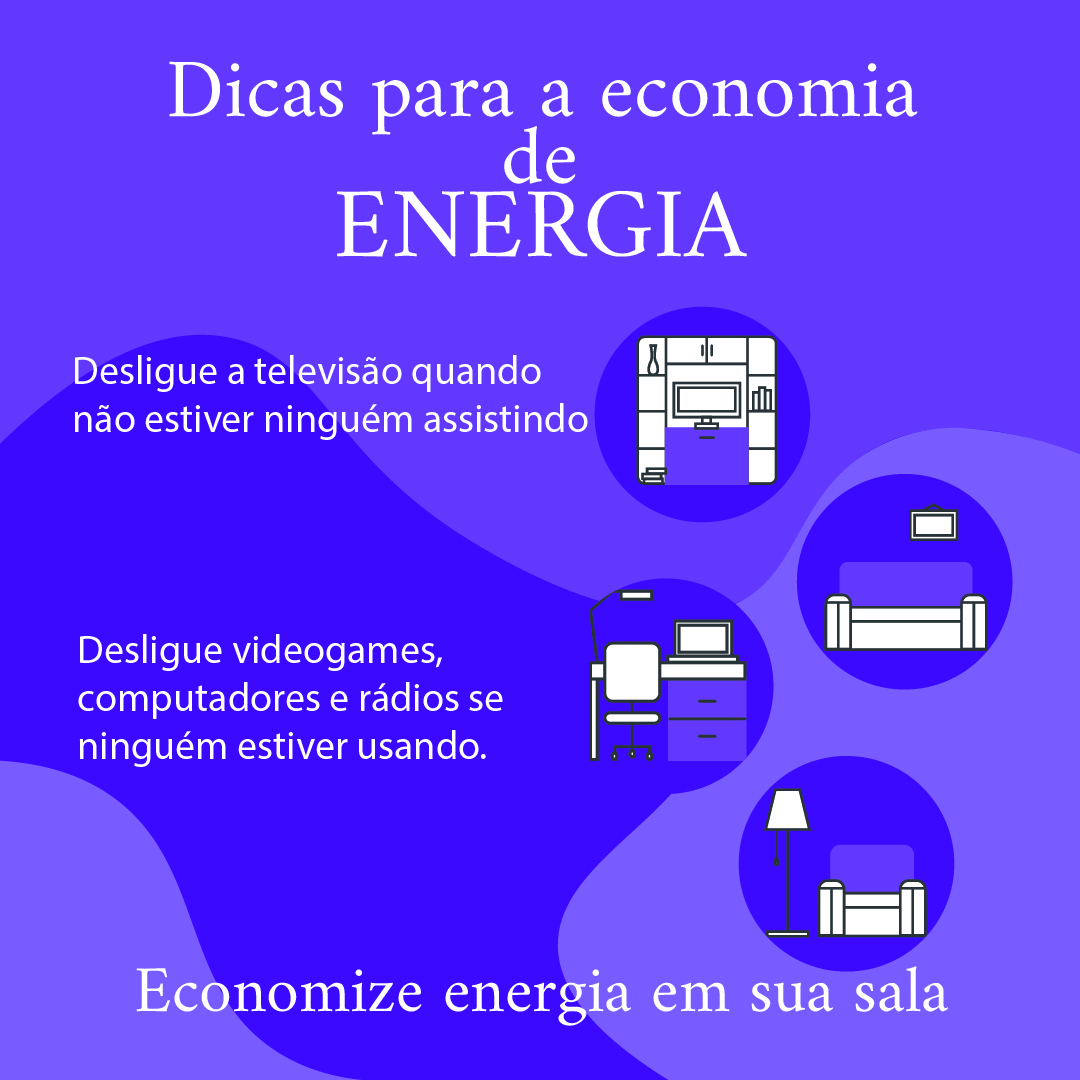 Dicas para a economia
de
ENERGIA
Desligue a televisão quando
não estiver ninguém assistindo
Desligue videogames,
computadores e rádios se
ninguém estiver usando.
Economize energia em sua sala